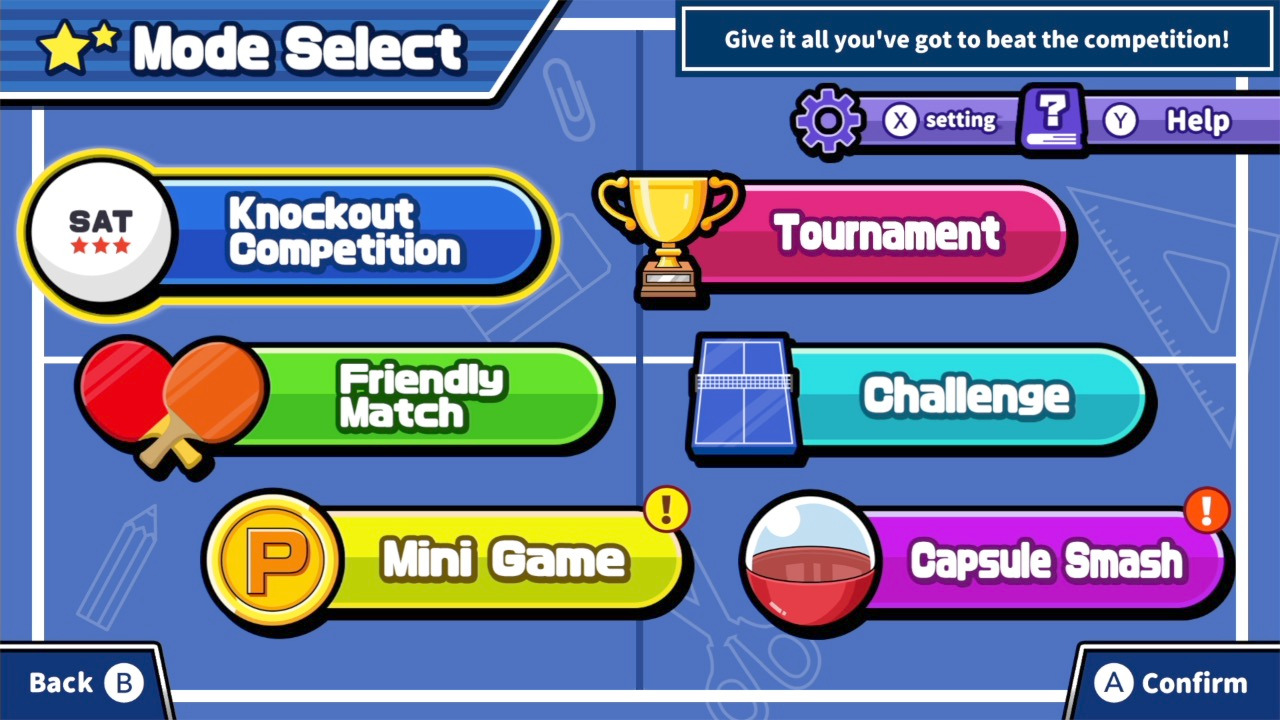 Mode Select
Give it all you've got to beat the competition!
X setting
? Y Help
SAT
Knockout
Competition
Tournament
Friendly
Match
Challenge
P
Mini Game
!
Capsule Smash
!
Back B
A Confirm